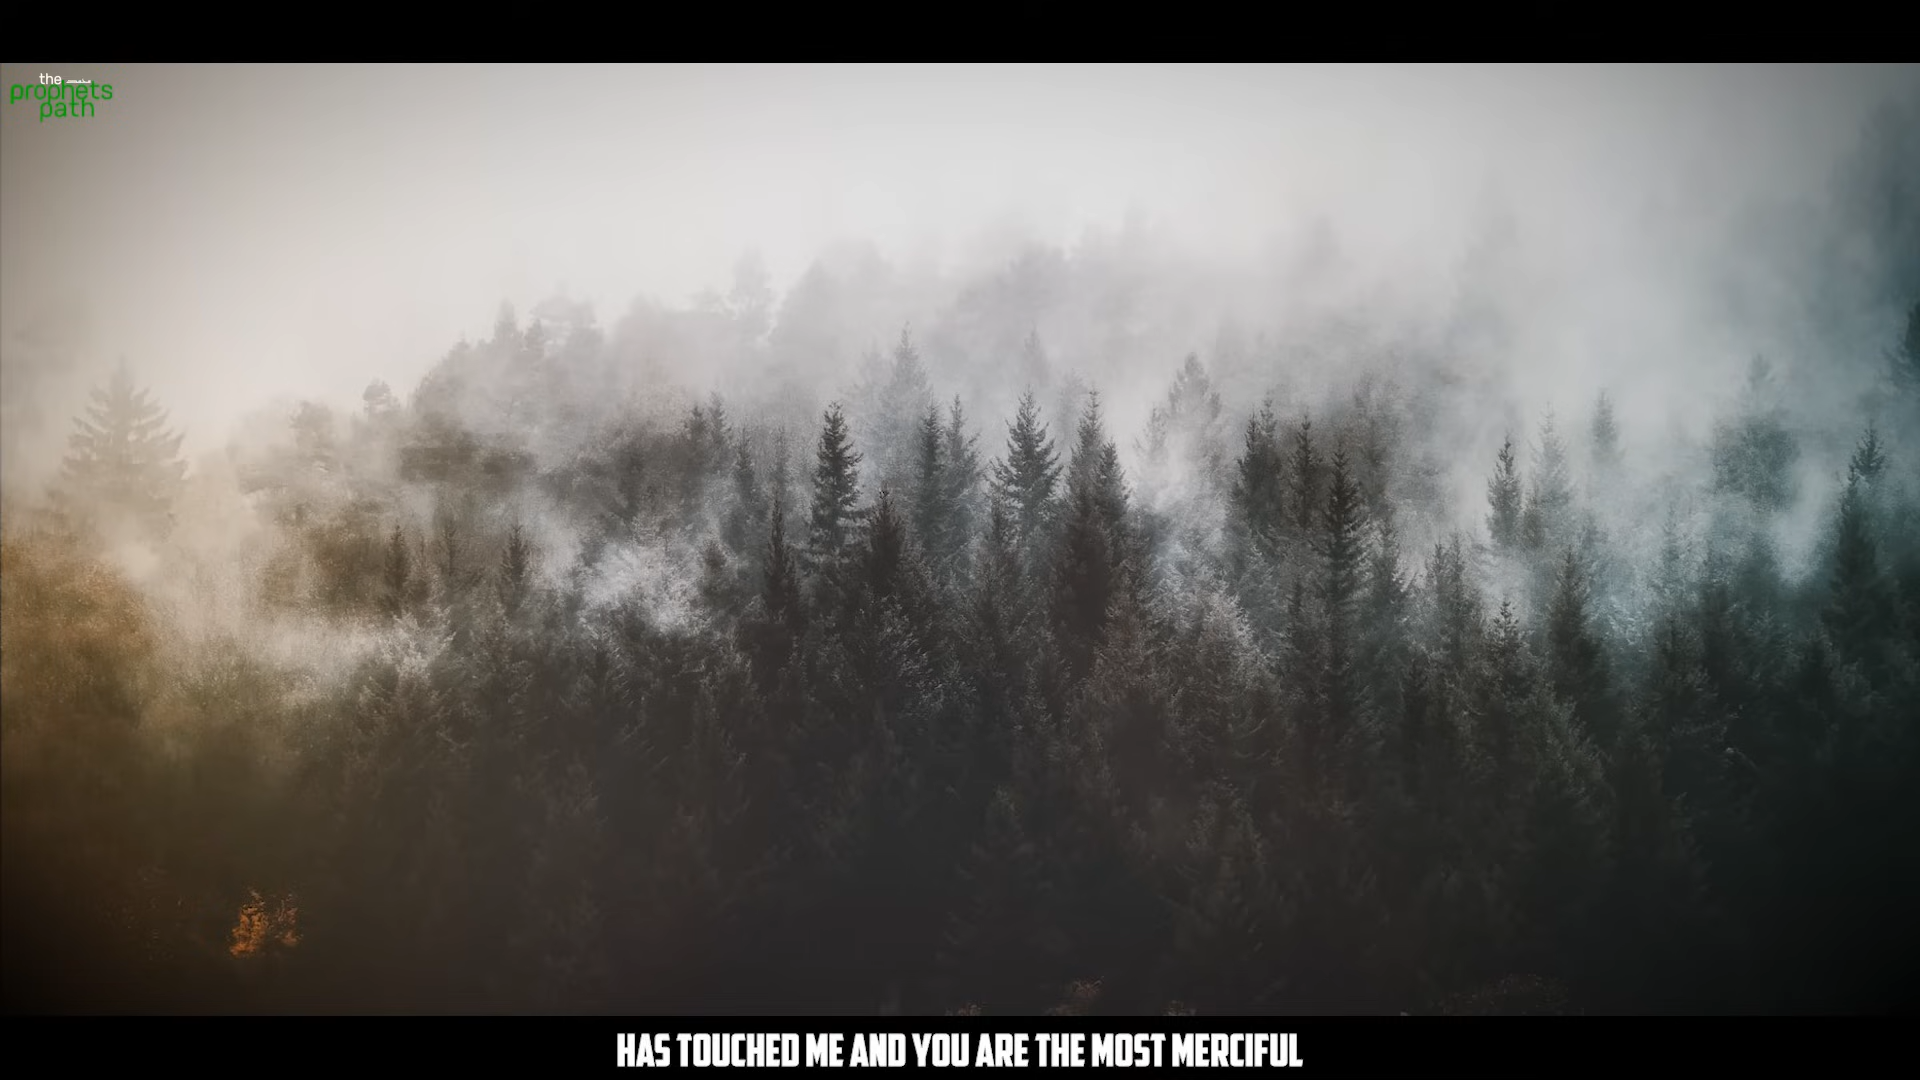 the
prophets
path
HAS TOUCHED ME AND YOU ARE THE MOST MERCIFUL